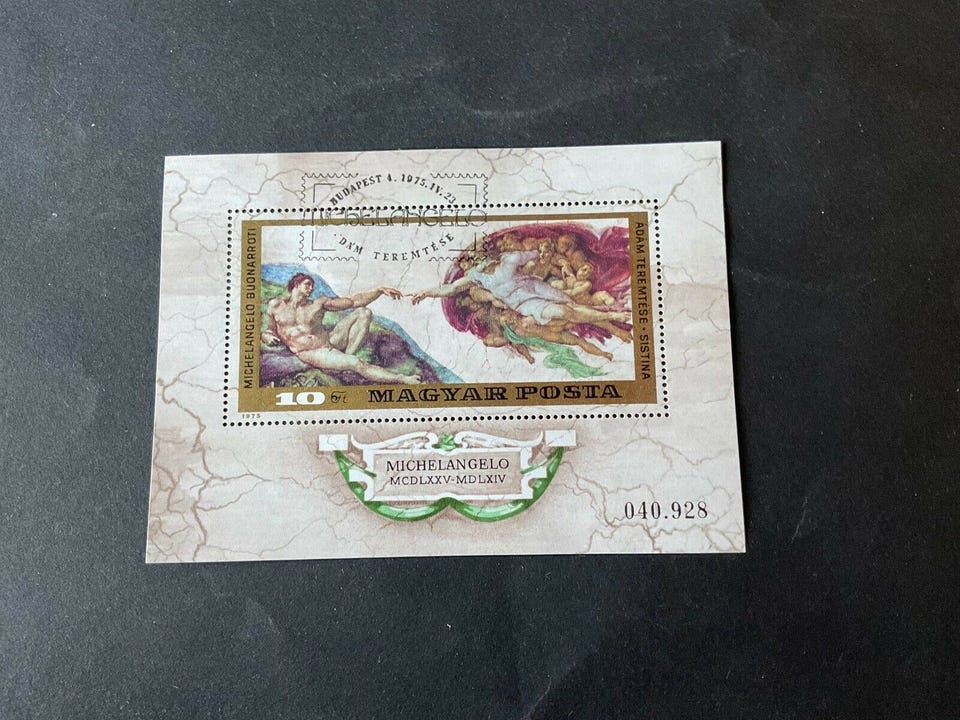 BUDAPEST 4. 1975.IV.23.
MICHELANGELO
ÁDÁM TEREMTÉSE
MICHELANGELO BUONARROTI
ÁDÁM TEREMTÉSE · SISTINA
10 Ft
MAGYAR POSTA
1975
MICHELANGELO
MCDLXXV-MDLXIV
040.928